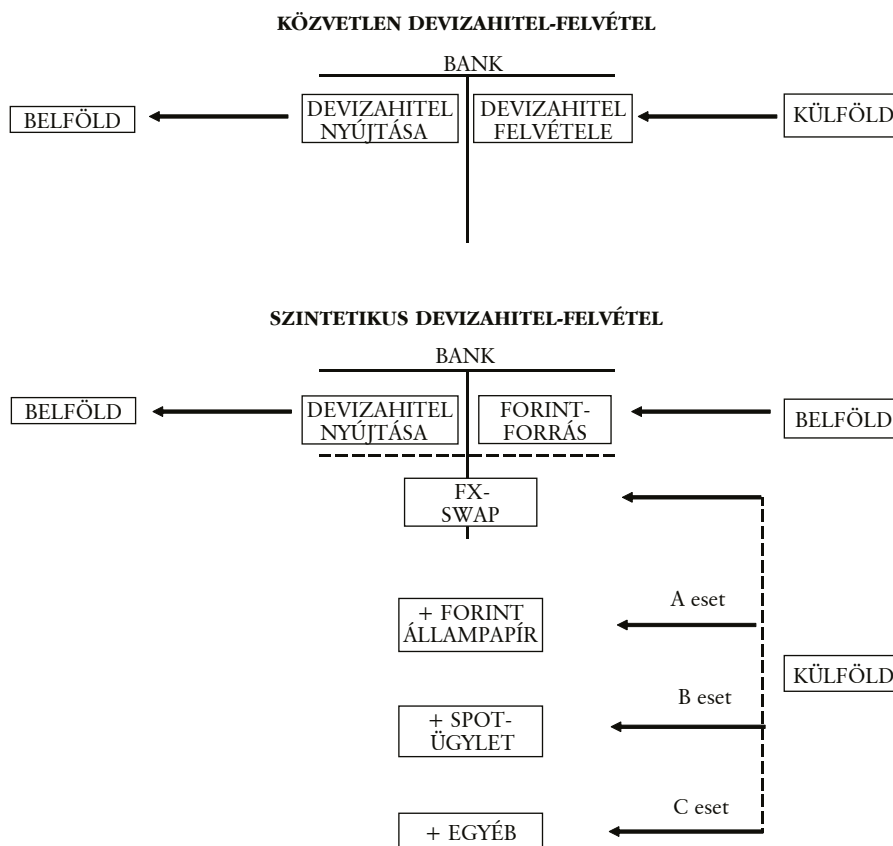 KÖZVETLEN DEVIZAHITEL-FELVÉTEL
BANK
BELFÖLD
DEVIZAHITEL
NYÚJTÁSA
DEVIZAHITEL
FELVÉTELE
KÜLFÖLD
SZINTETIKUS DEVIZAHITEL-FELVÉTEL
BANK
BELFÖLD
DEVIZAHITEL
NYÚJTÁSA
FORINT-
FORRÁS
BELFÖLD
FX-
SWAP
A eset
+ FORINT
ÁLLAMPAPÍR
KÜLFÖLD
B eset
+ SPOT-
ÜGYLET
C eset
+ EGYÉB